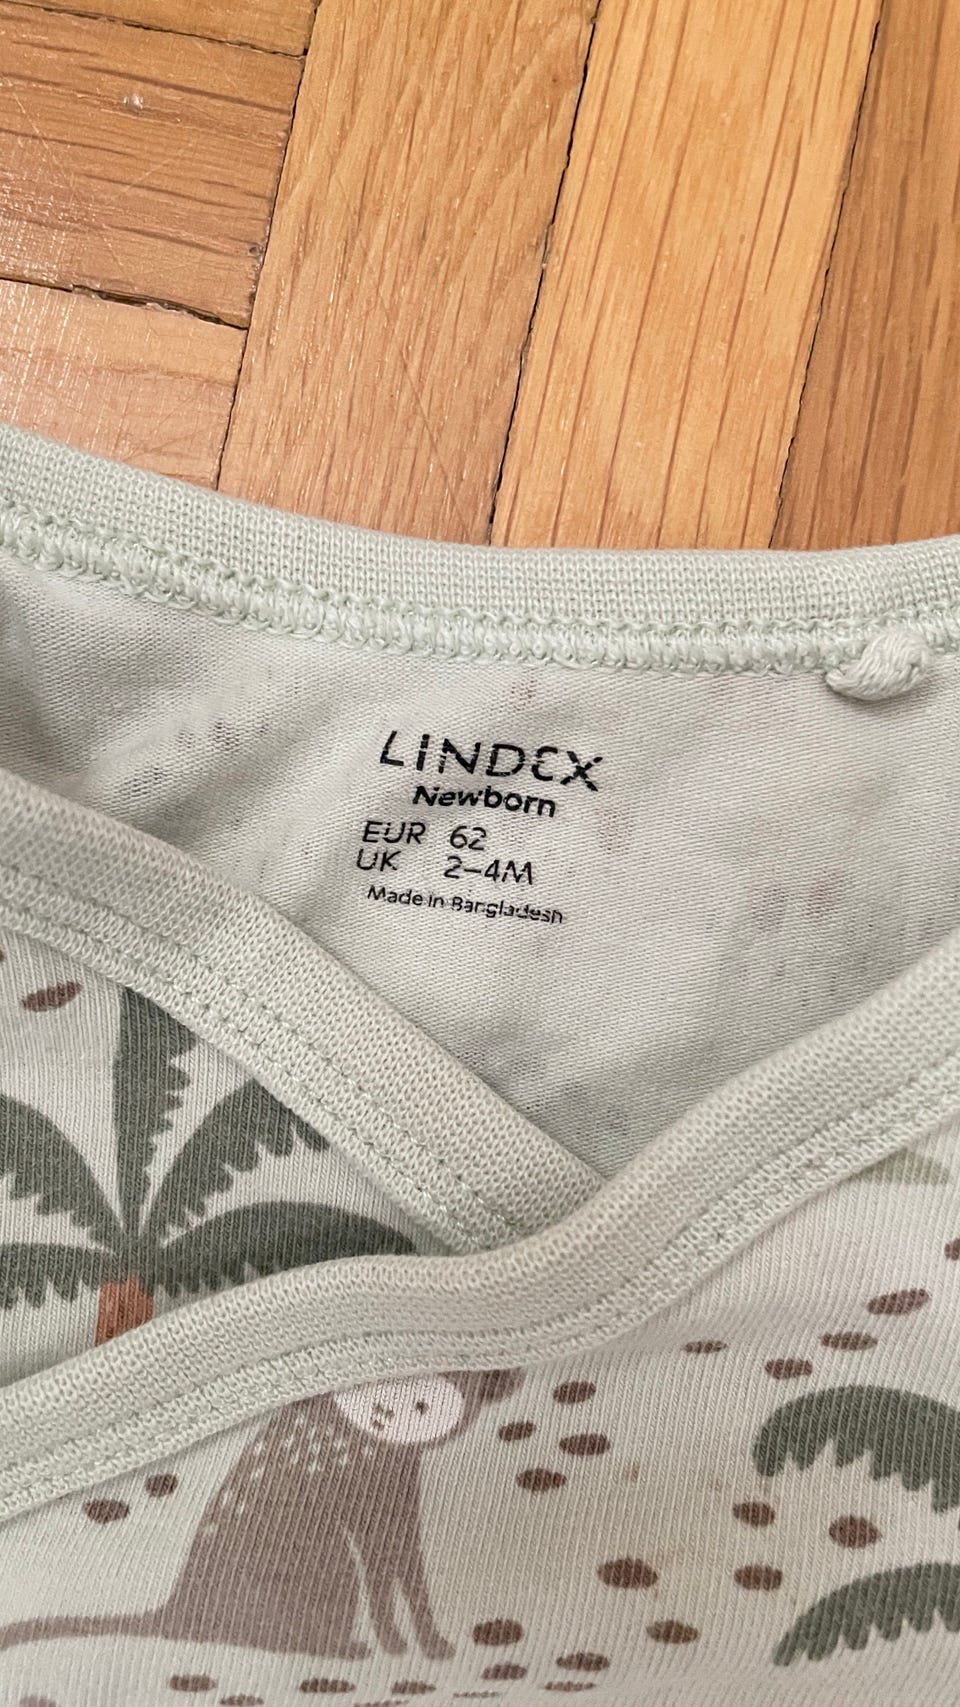 LINDEX
Newborn
EUR 62
UK 2–4M
Made in Bangladesh